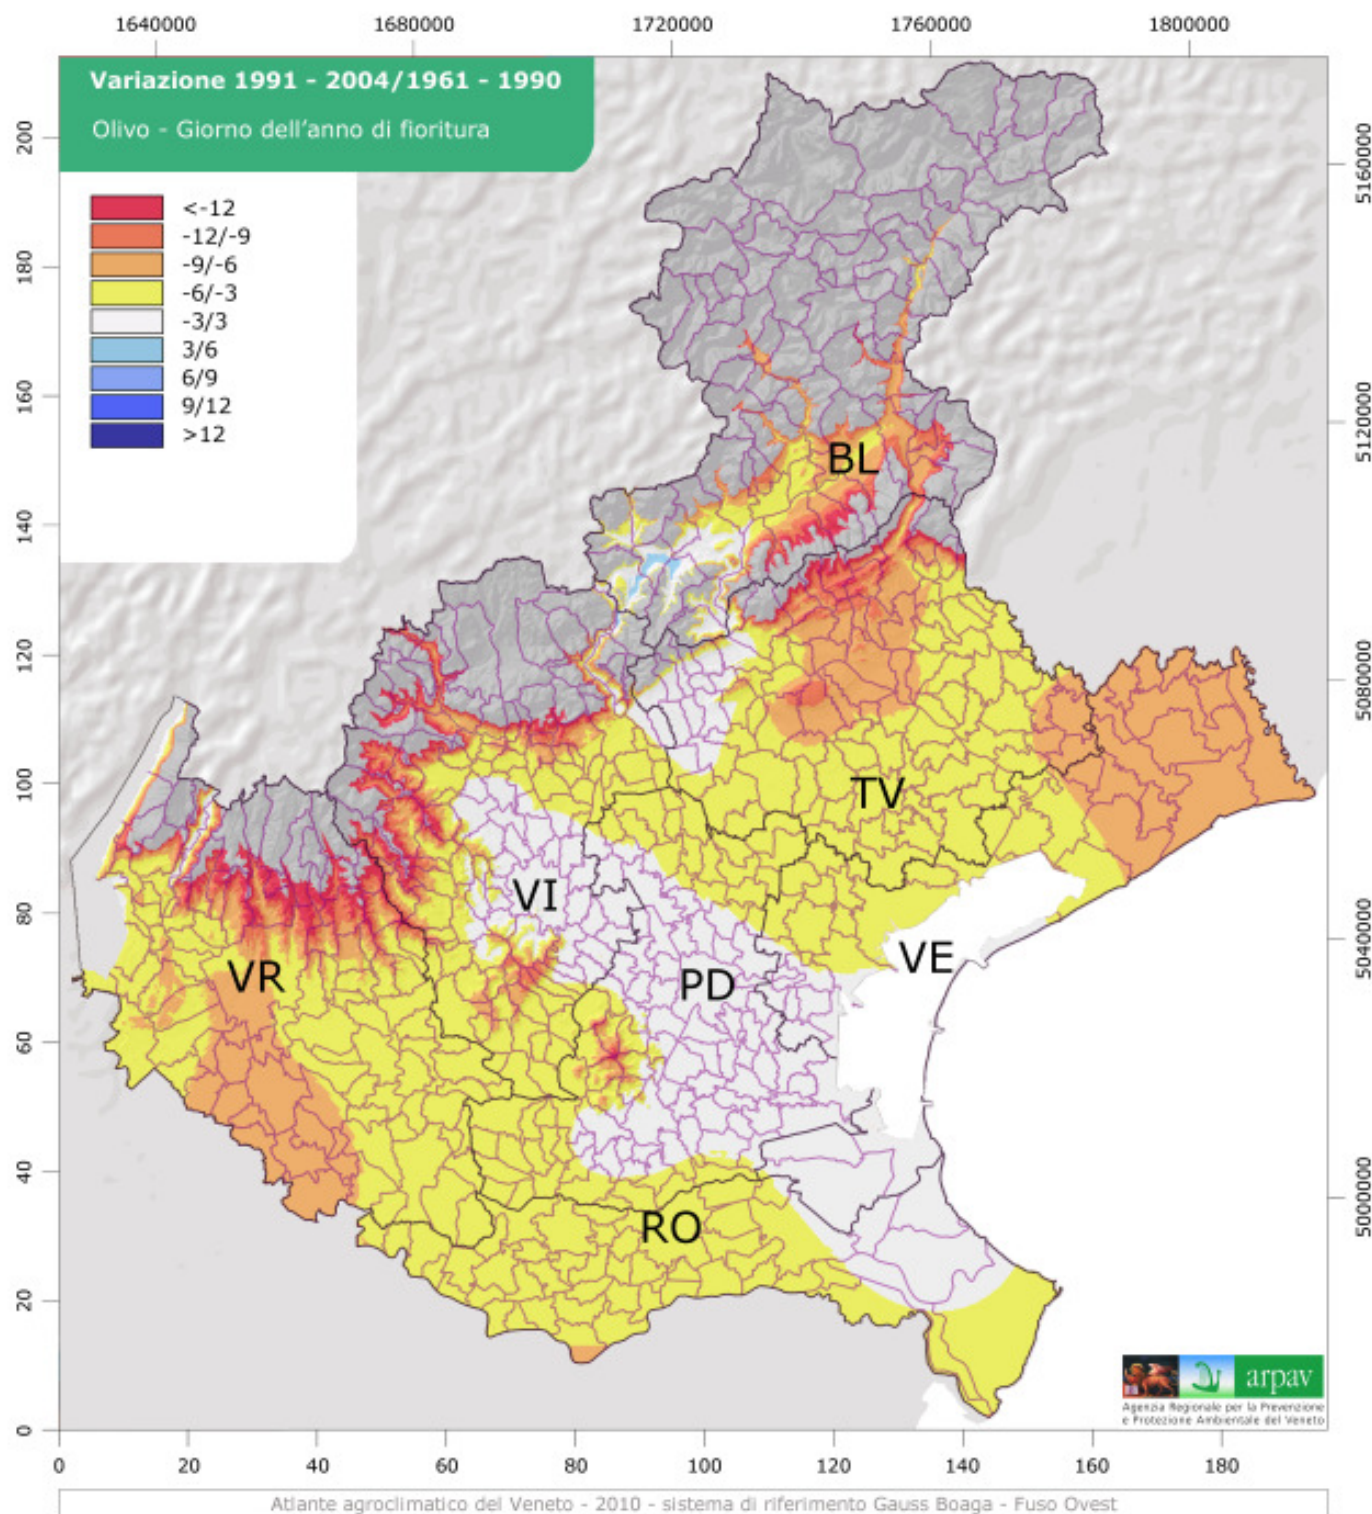 1640000 1680000 1720000 1760000 1800000
Variazione 1991 - 2004/1961 - 1990
Olivo - Giorno dell'anno di fioritura
<-12
-12/-9
-9/-6
-6/-3
-3/3
3/6
6/9
9/12
>12
200
180
160
140
120
100
80
60
40
20
0
5160000
5120000
5080000
5040000
5000000
BL
TV
VI
VE
VR
PD
RO
arpav
Agenzia Regionale per la Prevenzione
e Protezione Ambientale del Veneto
0 20 40 60 80 100 120 140 160 180
Atlante agroclimatico del Veneto - 2010 - sistema di riferimento Gauss Boaga - Fuso Ovest